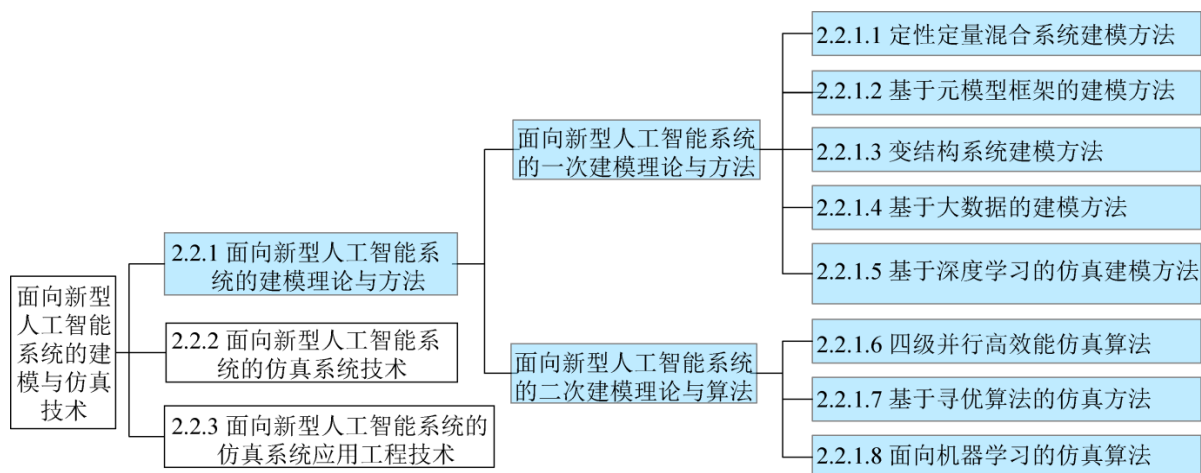 面向新型
人工智能
系统的建
模与仿真
技术
2.2.1 面向新型人工智能系
统的建模理论与方法
2.2.2 面向新型人工智能系
统的仿真系统技术
2.2.3 面向新型人工智能系统的
仿真系统应用工程技术
面向新型人工智能系统
的一次建模理论与方法
面向新型人工智能系统
的二次建模理论与算法
2.2.1.1 定性定量混合系统建模方法
2.2.1.2 基于元模型框架的建模方法
2.2.1.3 变结构系统建模方法
2.2.1.4 基于大数据的建模方法
2.2.1.5 基于深度学习的仿真建模方法
2.2.1.6 四级并行高效能仿真算法
2.2.1.7 基于寻优算法的仿真方法
2.2.1.8 面向机器学习的仿真算法